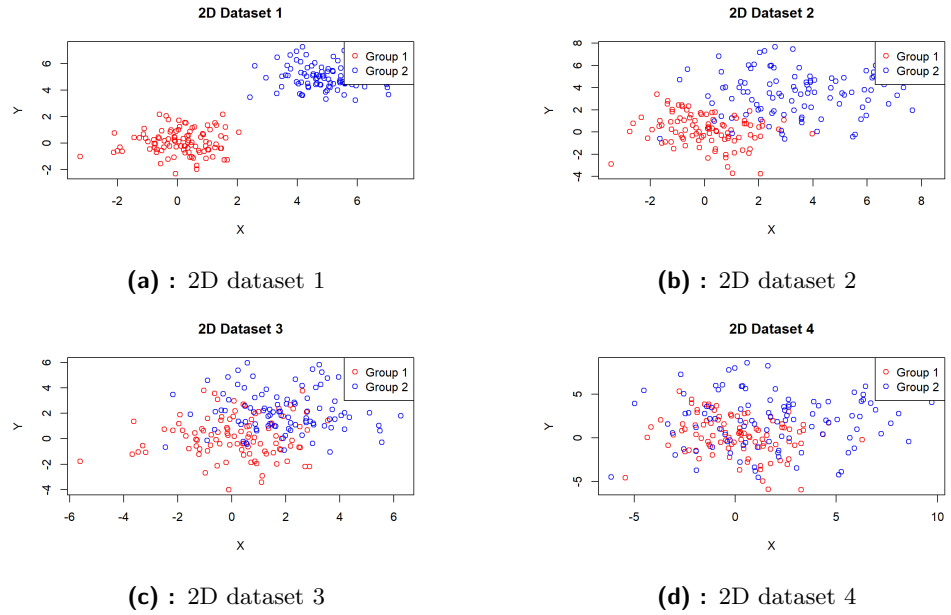 2D Dataset 1
Group 1
Group 2
Y
6
4
2
0
-2
-2 0 2 4 6
X
(a) : 2D dataset 1
2D Dataset 2
Group 1
Group 2
Y
8
6
4
2
0
-2
-4
-2 0 2 4 6 8
X
(b) : 2D dataset 2
2D Dataset 3
Group 1
Group 2
Y
6
4
2
0
-2
-4
-6 -4 -2 0 2 4 6
X
(c) : 2D dataset 3
2D Dataset 4
Group 1
Group 2
Y
5
0
-5
-5 0 5 10
X
(d) : 2D dataset 4